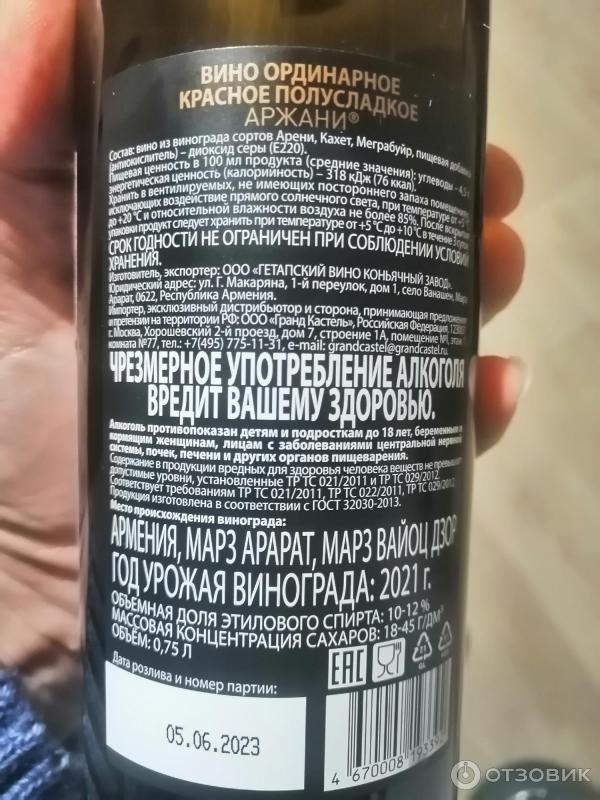 ВИНО ОРДИНАРНОЕ
КРАСНОЕ ПОЛУСЛАДКОЕ
АРЖАНИ®
Состав: вино из винограда сортов Арени, Кахет, Меграбуйр, пищевая добавка
(антиокислитель) – диоксид серы (Е220).
Пищевая ценность в 100 мл продукта (средние значения): углеводы – 4,5 г
энергетическая ценность (калорийность) – 318 кДж (76 ккал).
Хранить в вентилируемых, не имеющих постороннего запаха помещениях,
исключающих воздействие прямого солнечного света, при температуре от +5 °С
до +20 °С и относительной влажности воздуха не более 85%. После вскрытия
упаковки продукт следует хранить при температуре от +5 °С до +10 °С в течение 3 суток.
СРОК ГОДНОСТИ НЕ ОГРАНИЧЕН ПРИ СОБЛЮДЕНИИ УСЛОВИЙ
ХРАНЕНИЯ.
Изготовитель, экспортер: ООО «ГЕТАПСКИЙ ВИНО КОНЬЯЧНЫЙ ЗАВОД».
Юридический адрес: ул. Г. Макаряна, 1-й переулок, дом 1, село Ванашен, Марз
Арарат, 0622, Республика Армения.
Импортер, эксклюзивный дистрибьютор и сторона, принимающая предложения
и претензии на территории РФ: ООО «Гранд Кастель», Российская Федерация,
г. Москва, Хорошёвский 2-й проезд, дом 7, строение 1А, помещение №I, этаж 1
комната №77, тел.: +7(495) 775-11-31, e-mail: grandcastel@grandcastel.ru
ЧРЕЗМЕРНОЕ УПОТРЕБЛЕНИЕ АЛКОГОЛЯ
ВРЕДИТ ВАШЕМУ ЗДОРОВЬЮ.
Алкоголь противопоказан детям и подросткам до 18 лет, беременным и
кормящим женщинам, лицам с заболеваниями центральной нервной
системы, почек, печени и других органов пищеварения.
Содержание в продукции вредных для здоровья человека веществ не превышает
допустимые уровни, установленные ТР ТС 021/2011 и ТР ТС 029/2012
Соответствует требованиям ТР ТС 021/2011, ТР ТС 022/2011, ТР ТС 029/2012
Продукция изготовлена в соответствии с ГОСТ 32030-2013.
Место происхождения винограда:
АРМЕНИЯ, МАРЗ АРАРАТ, МАРЗ ВАЙОЦ ДЗОР
ГОД УРОЖАЯ ВИНОГРАДА: 2021 г.
ОБЪЁМНАЯ ДОЛЯ ЭТИЛОВОГО СПИРТА: 10-12 %
МАССОВАЯ КОНЦЕНТРАЦИЯ САХАРОВ: 18-45 Г/ДМ³
ОБЪЁМ: 0,75 Л
EAC
GL
Дата розлива и номер партии:
05.06.2023
4 670008 19339
ОТЗОВИК